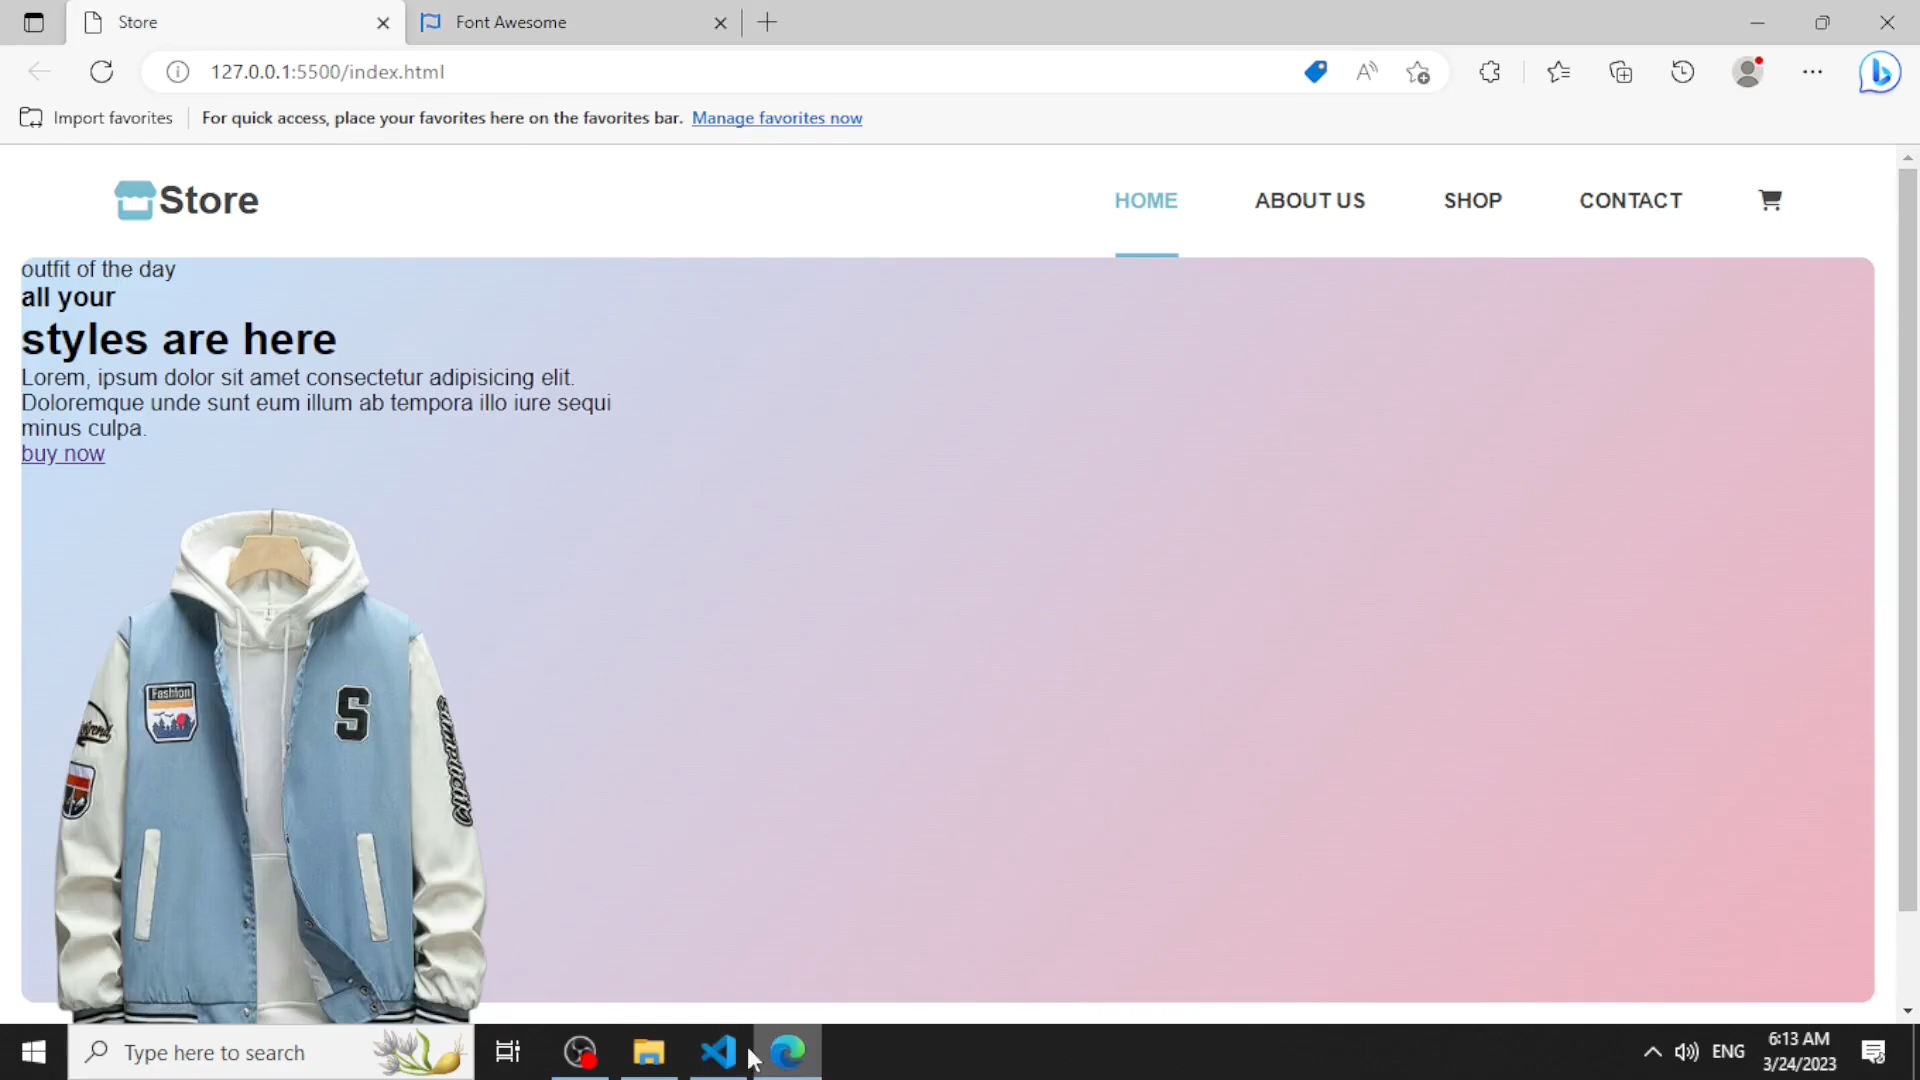 Store
Font Awesome
127.0.0.1:5500/index.html
Import favorites
For quick access, place your favorites here on the favorites bar. Manage favorites now
Store
HOME
ABOUT US
SHOP
CONTACT
outfit of the day
all your
styles are here
Lorem, ipsum dolor sit amet consectetur adipisicing elit.
Doloremque unde sunt eum illum ab tempora illo iure sequi
minus culpa.
buy now
Fashion
S
Type here to search
ENG
6:13 AM
3/24/2023